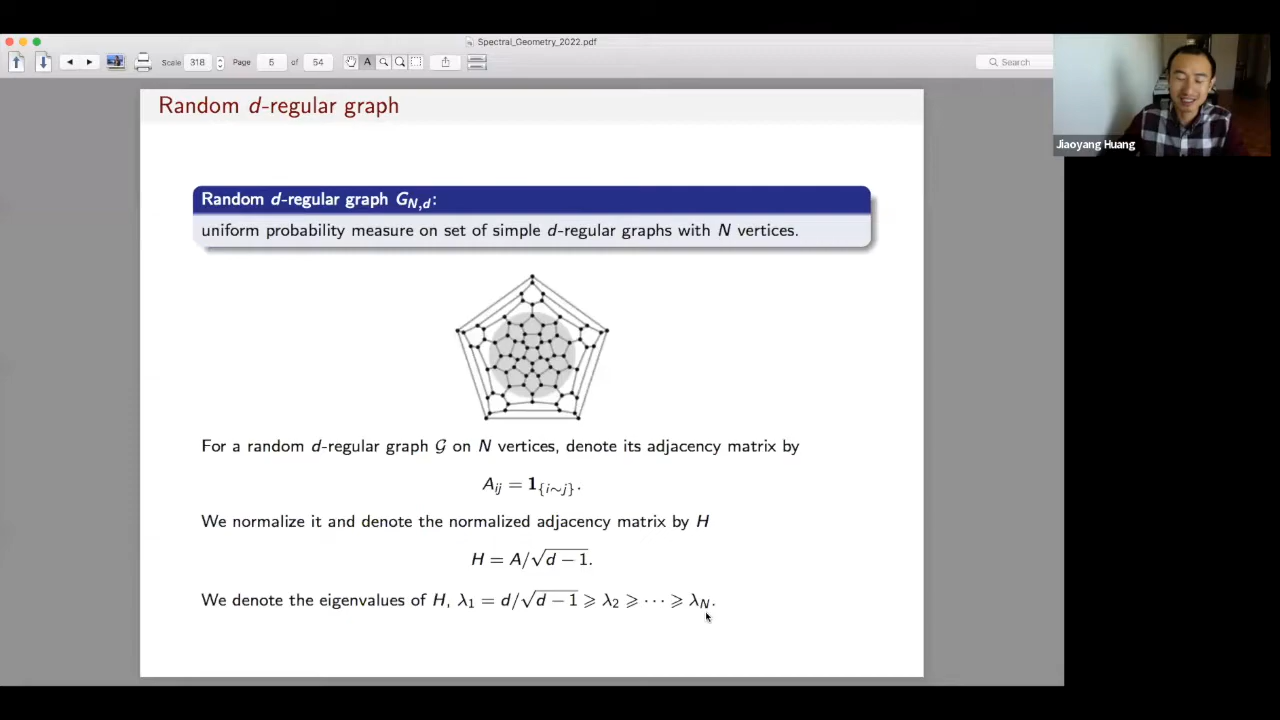 Spectral_Geometry_2022.pdf
Scale 318 Page 5 of 54 A Search
Random d-regular graph
Jiaoyang Huang
Random d-regular graph G_{N,d}:
uniform probability measure on set of simple d-regular graphs with N vertices.
For a random d-regular graph 𝒢 on N vertices, denote its adjacency matrix by
A_{ij} = 𝟏_{i∼j}.
We normalize it and denote the normalized adjacency matrix by H
H = A/√(d − 1).
We denote the eigenvalues of H, λ₁ = d/√(d − 1) ⩾ λ₂ ⩾ ⋯ ⩾ λ_N.